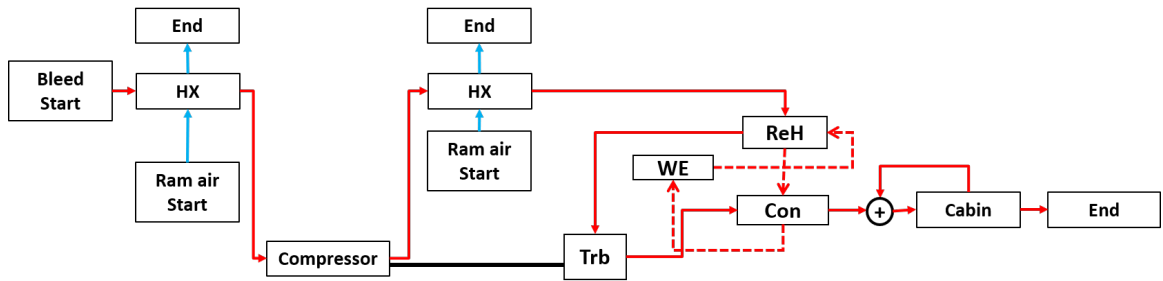 End
End
Bleed
Start
HX
HX
ReH
Ram air
Start
Ram air
Start
WE
Con
+
Cabin
End
Compressor
Trb